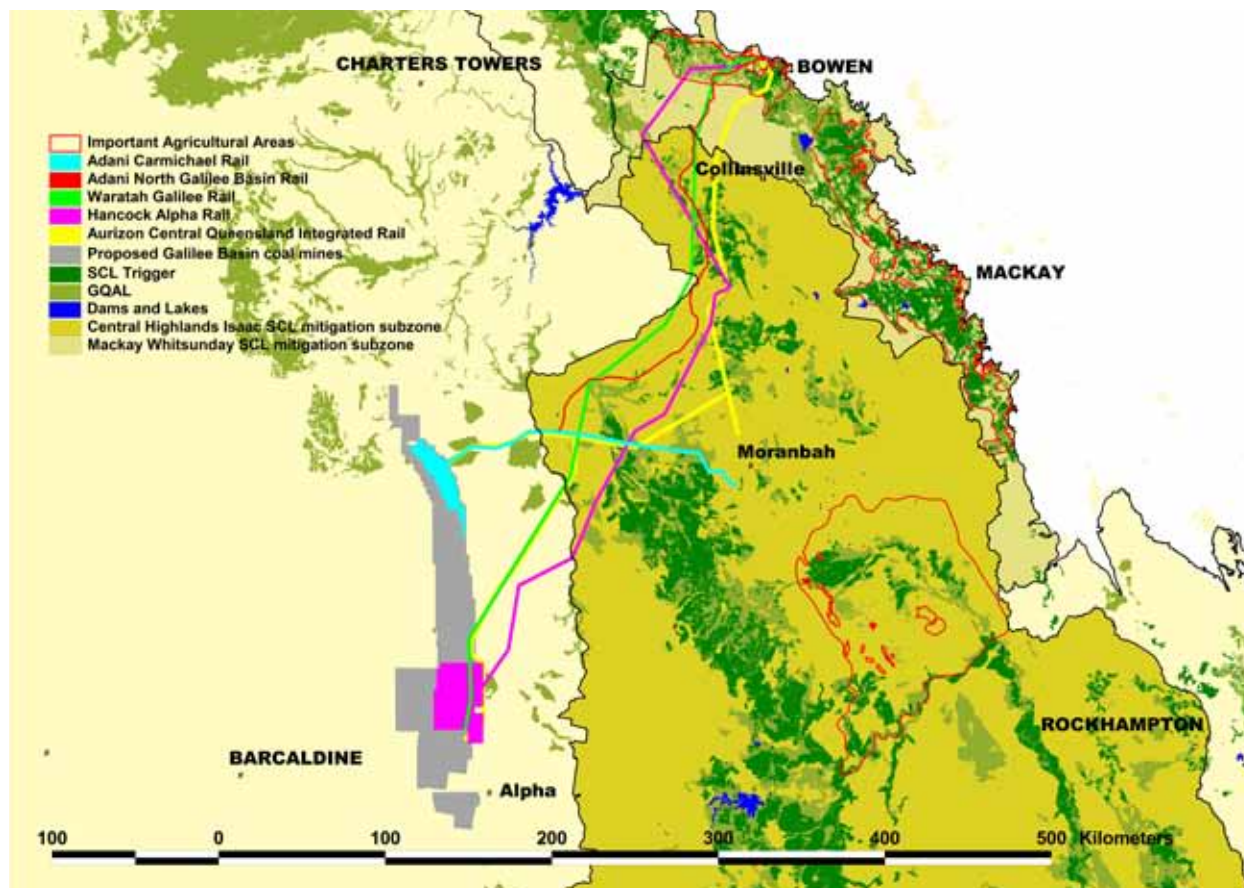 CHARTERS TOWERS
BOWEN
Important Agricultural Areas
Adani Carmichael Rail
Adani North Galilee Basin Rail
Waratah Galilee Rail
Hancock Alpha Rail
Aurizon Central Queensland Integrated Rail
Proposed Galilee Basin coal mines
SCL Trigger
GQAL
Dams and Lakes
Central Highlands Isaac SCL mitigation subzone
Mackay Whitsunday SCL mitigation subzone
Collinsville
MACKAY
Moranbah
ROCKHAMPTON
BARCALDINE
Alpha
100 0 100 200 300 400 500 Kilometers